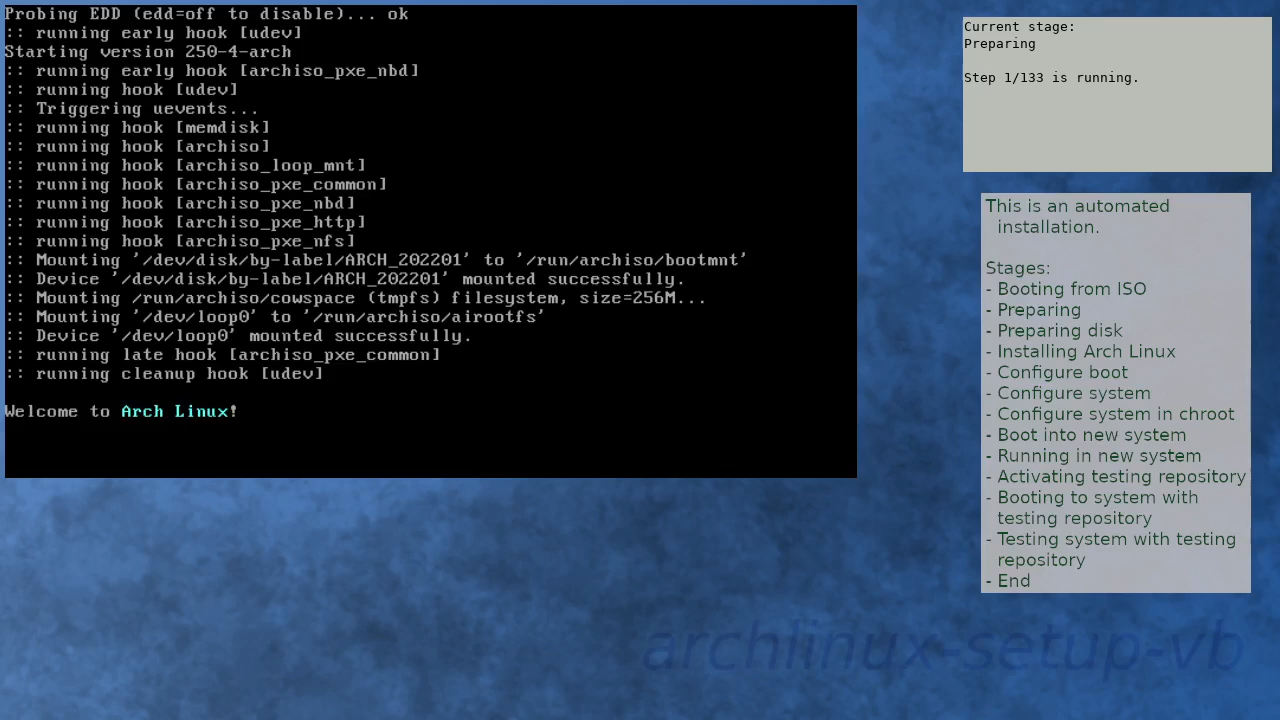 Probing EDD (edd=off to disable)... ok
:: running early hook [udev]
Starting version 250-4-arch
:: running early hook [archiso_pxe_nbd]
:: running hook [udev]
:: Triggering uevents...
:: running hook [memdisk]
:: running hook [archiso]
:: running hook [archiso_loop_mnt]
:: running hook [archiso_pxe_common]
:: running hook [archiso_pxe_nbd]
:: running hook [archiso_pxe_http]
:: running hook [archiso_pxe_nfs]
:: Mounting '/dev/disk/by-label/ARCH_202201' to '/run/archiso/bootmnt'
:: Device '/dev/disk/by-label/ARCH_202201' mounted successfully.
:: Mounting /run/archiso/cowspace (tmpfs) filesystem, size=256M...
:: Mounting '/dev/loop0' to '/run/archiso/airootfs'
:: Device '/dev/loop0' mounted successfully.
:: running late hook [archiso_pxe_common]
:: running cleanup hook [udev]
Welcome to Arch Linux!
Current stage:
Preparing
Step 1/133 is running.
This is an automated
installation.
Stages:
- Booting from ISO
- Preparing
- Preparing disk
- Installing Arch Linux
- Configure boot
- Configure system
- Configure system in chroot
- Boot into new system
- Running in new system
- Activating testing repository
- Booting to system with
testing repository
- Testing system with testing
repository
- End
archlinux-setup-vb